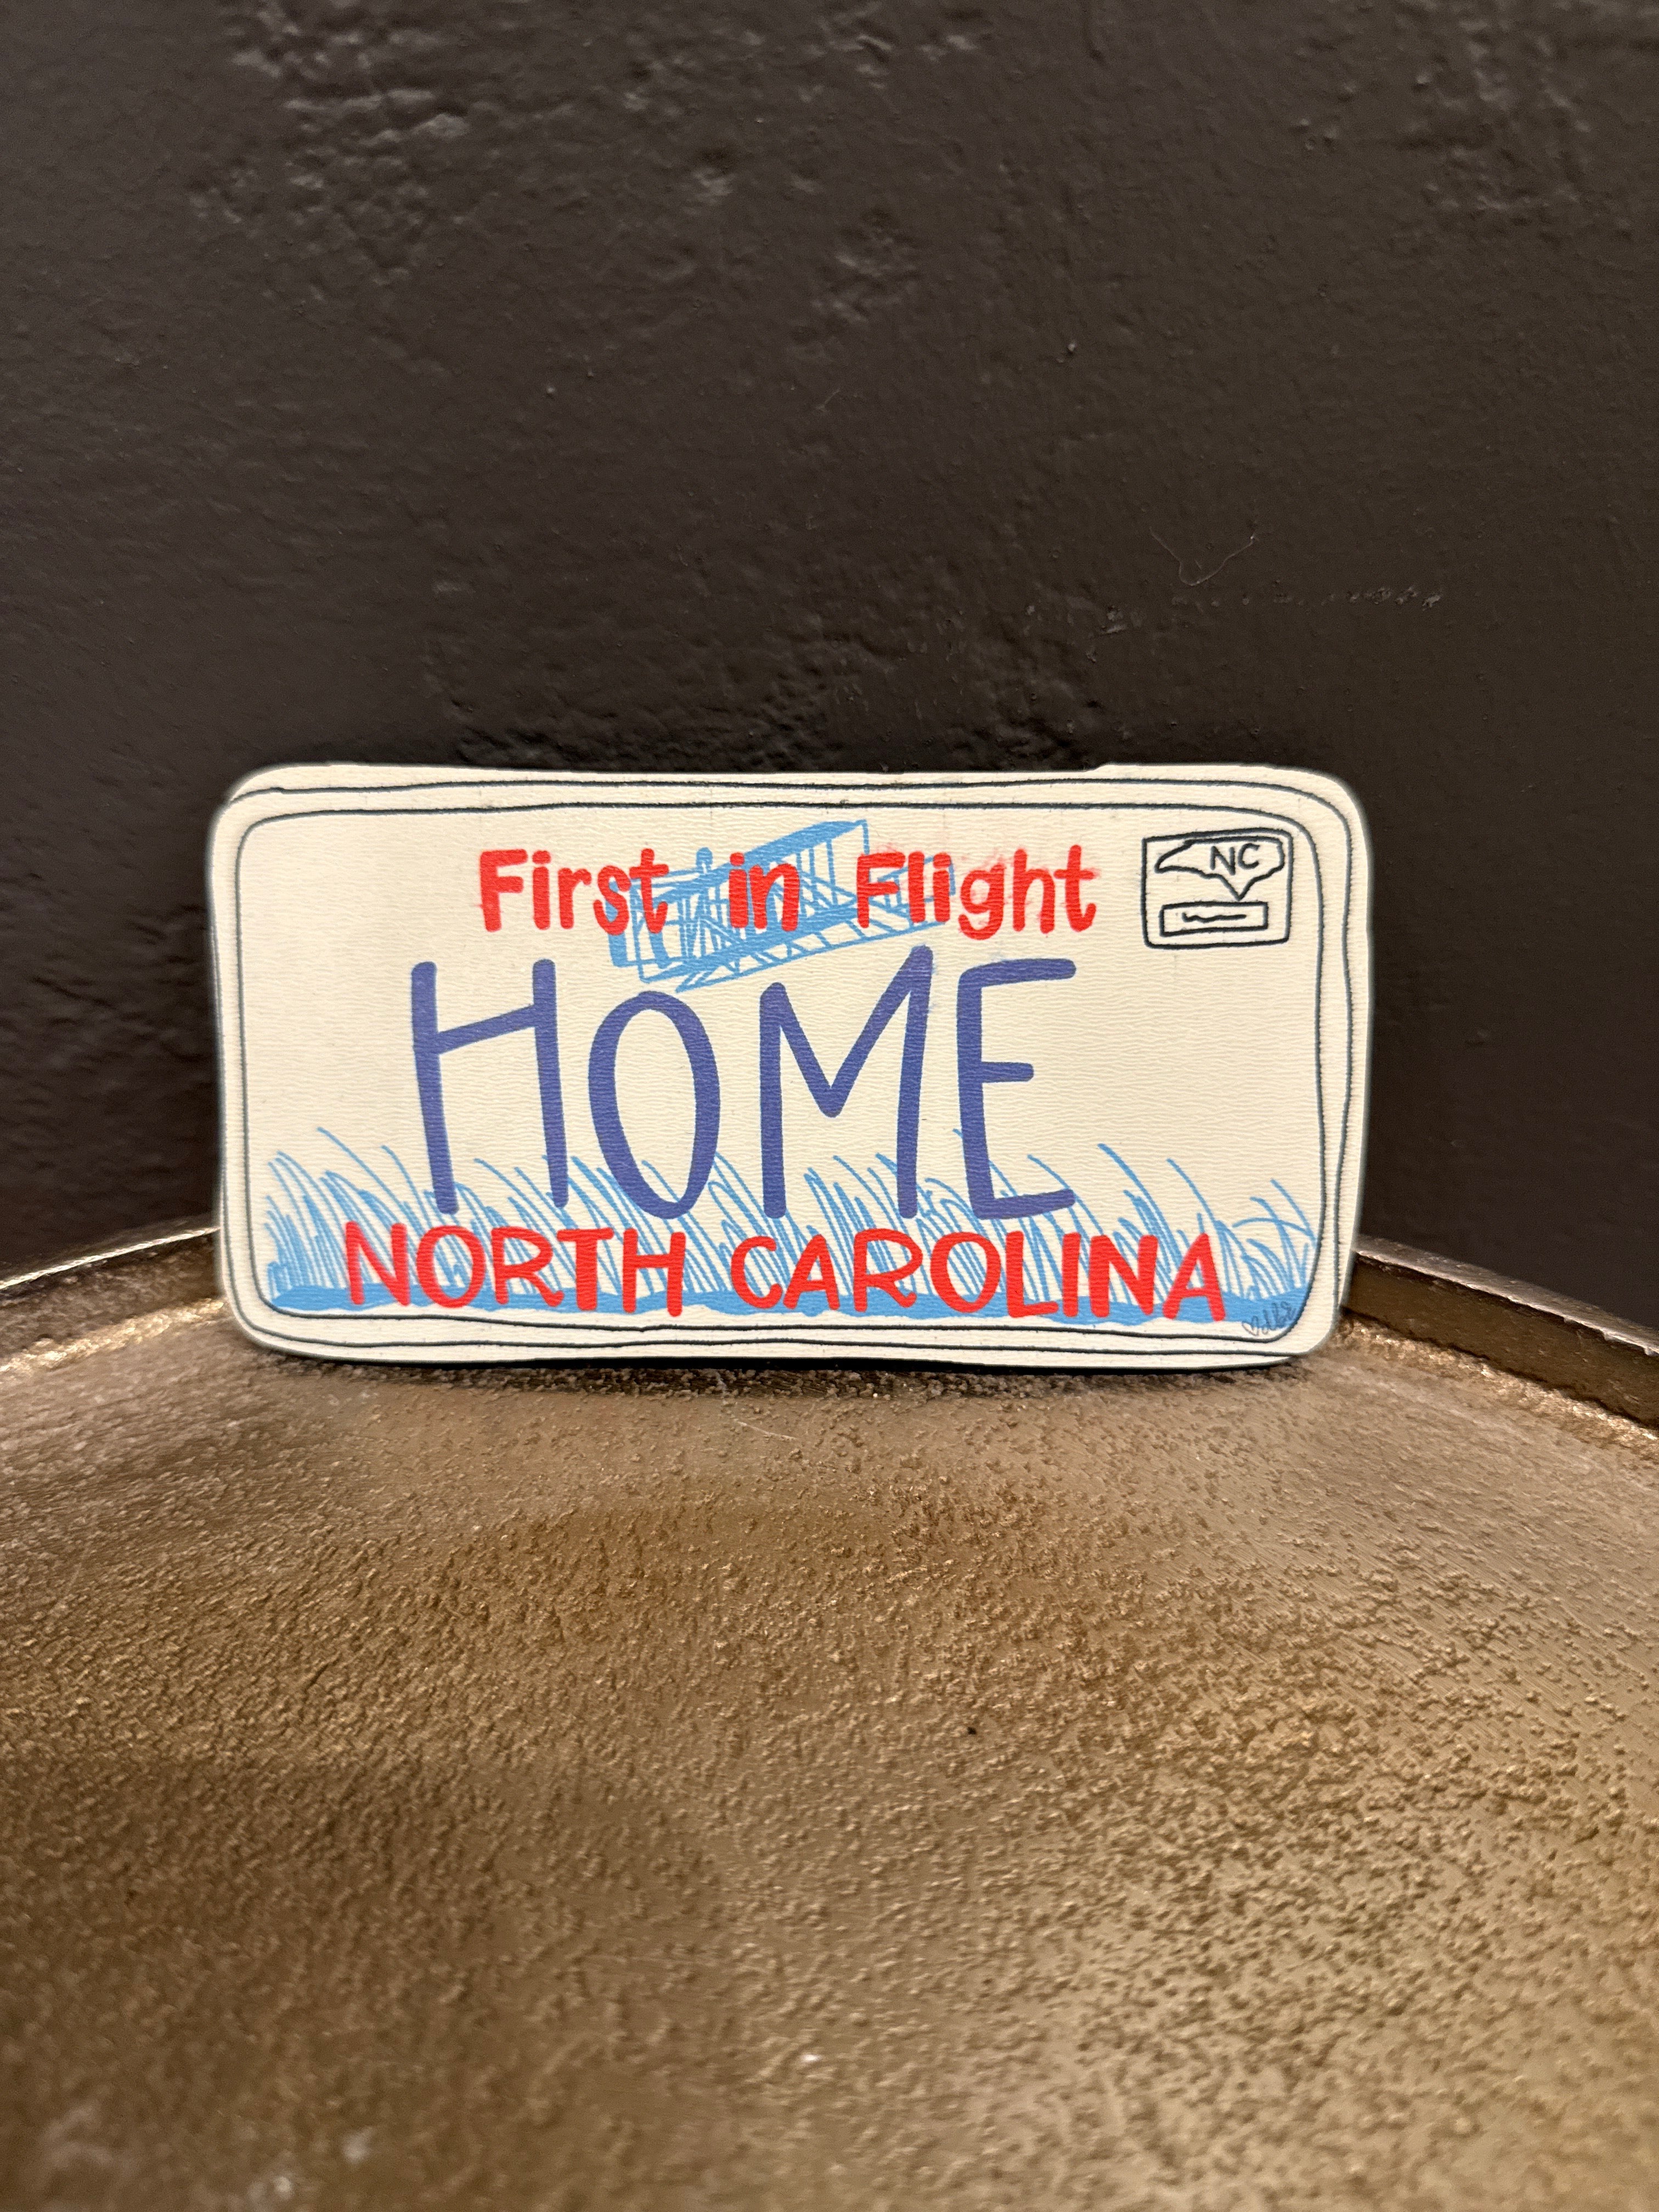 First in Flight
NC
HOME
NORTH CAROLINA